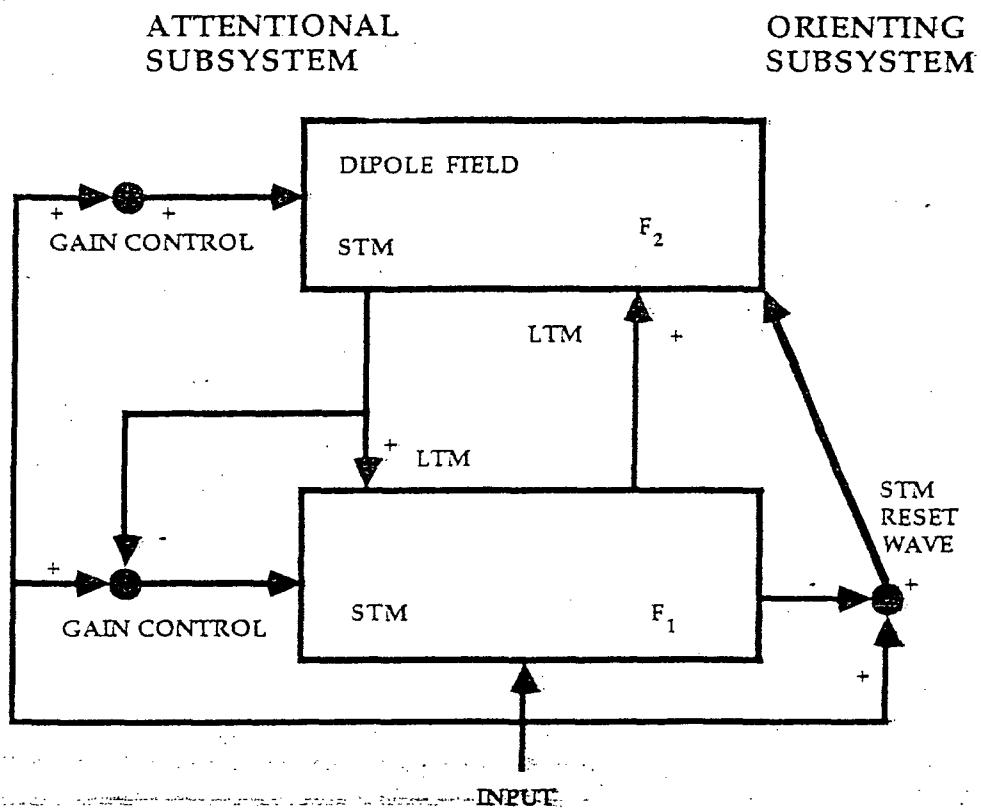 ATTENTIONAL
SUBSYSTEM
ORIENTING
SUBSYSTEM
DIPOLE FIELD
+ +
GAIN CONTROL
STM
F2
LTM
+
+
LTM
STM
RESET
WAVE
-
+
GAIN CONTROL
STM
F1
-
+
+
INPUT